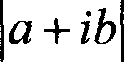 |a + ib|